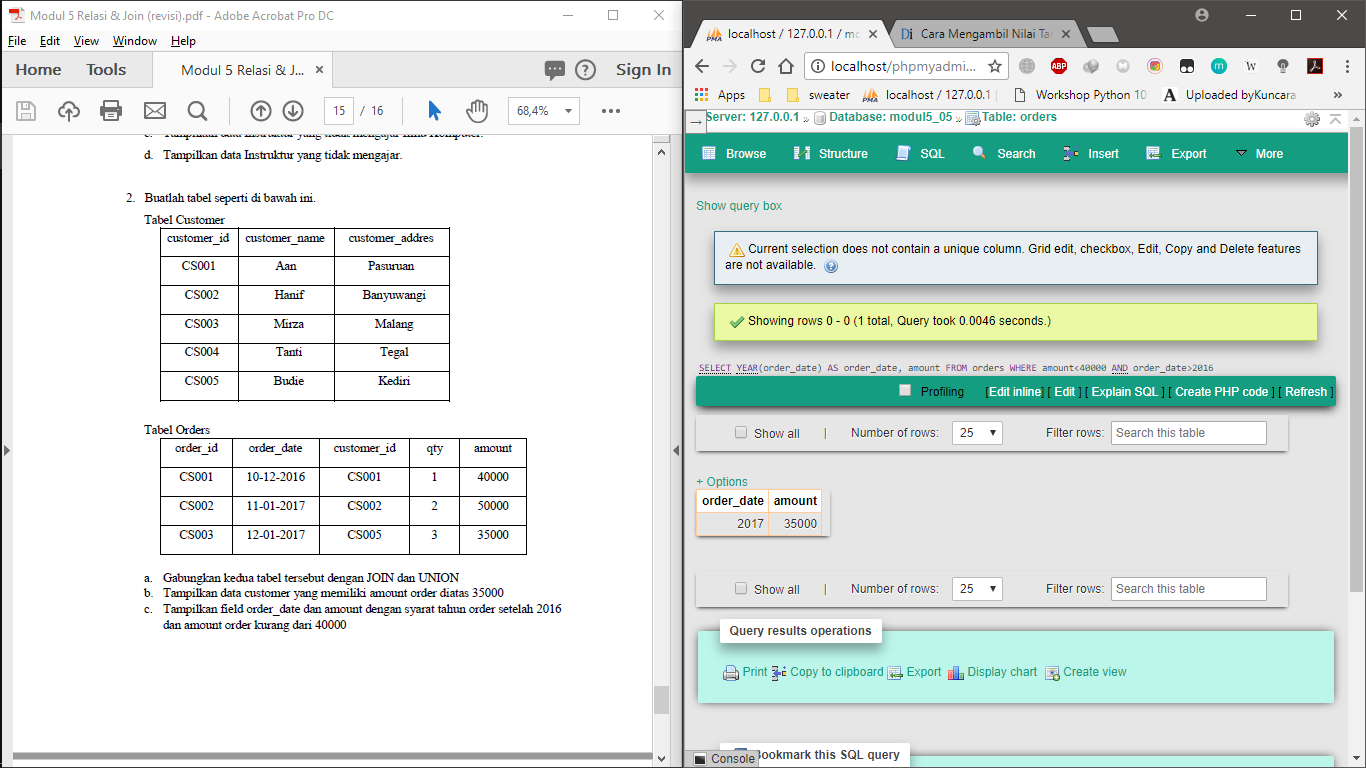 Modul 5 Relasi & Join (revisi).pdf - Adobe Acrobat Pro DC
File Edit View Window Help
Home Tools Modul 5 Relasi & J... × Sign In
15 / 16 68,4%
d. Tampilkan data Instruktur yang tidak mengajar.
2. Buatlah tabel seperti di bawah ini.
Tabel Customer
customer_id customer_name customer_addres
CS001 Aan Pasuruan
CS002 Hanif Banyuwangi
CS003 Mirza Malang
CS004 Tanti Tegal
CS005 Budie Kediri
Tabel Orders
order_id order_date customer_id qty amount
CS001 10-12-2016 CS001 1 40000
CS002 11-01-2017 CS002 2 50000
CS003 12-01-2017 CS005 3 35000
a. Gabungkan kedua tabel tersebut dengan JOIN dan UNION
b. Tampilkan data customer yang memiliki amount order diatas 35000
c. Tampilkan field order_date dan amount dengan syarat tahun order setelah 2016
dan amount order kurang dari 40000
PMA localhost / 127.0.0.1 / mo × Di Cara Mengambil Nilai Ta ×
localhost/phpmyadmi... ABP m W
Apps sweater PMA localhost / 127.0.0.1 | Workshop Python 10 A Uploaded byKuncara »
Server: 127.0.0.1 » Database: modul5_05 » Table: orders
Browse Structure SQL Search Insert Export More
Show query box
Current selection does not contain a unique column. Grid edit, checkbox, Edit, Copy and Delete features
are not available.
Showing rows 0 - 0 (1 total, Query took 0.0046 seconds.)
SELECT YEAR(order_date) AS order_date, amount FROM orders WHERE amount<40000 AND order_date>2016
Profiling [Edit inline] [ Edit ] [ Explain SQL ] [ Create PHP code ] [ Refresh ]
Show all | Number of rows: 25 Filter rows: Search this table
+ Options
order_date amount
2017 35000
Show all | Number of rows: 25 Filter rows: Search this table
Query results operations
Print Copy to clipboard Export Display chart Create view
Bookmark this SQL query
Console